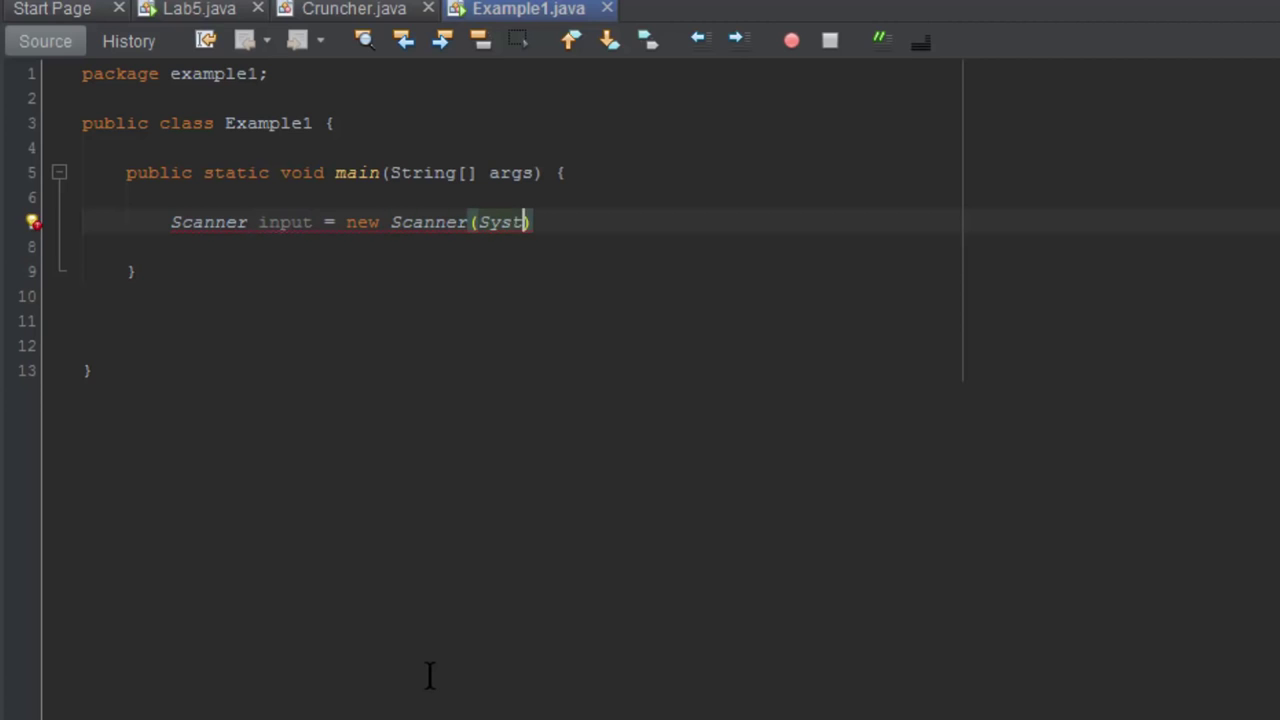 Start Page Lab5.java Cruncher.java Example1.java
Source History
1 package example1;
2
3 public class Example1 {
4
5 public static void main(String[] args) {
6
Scanner input = new Scanner(Syst)
8
9 }
10
11
12
13 }